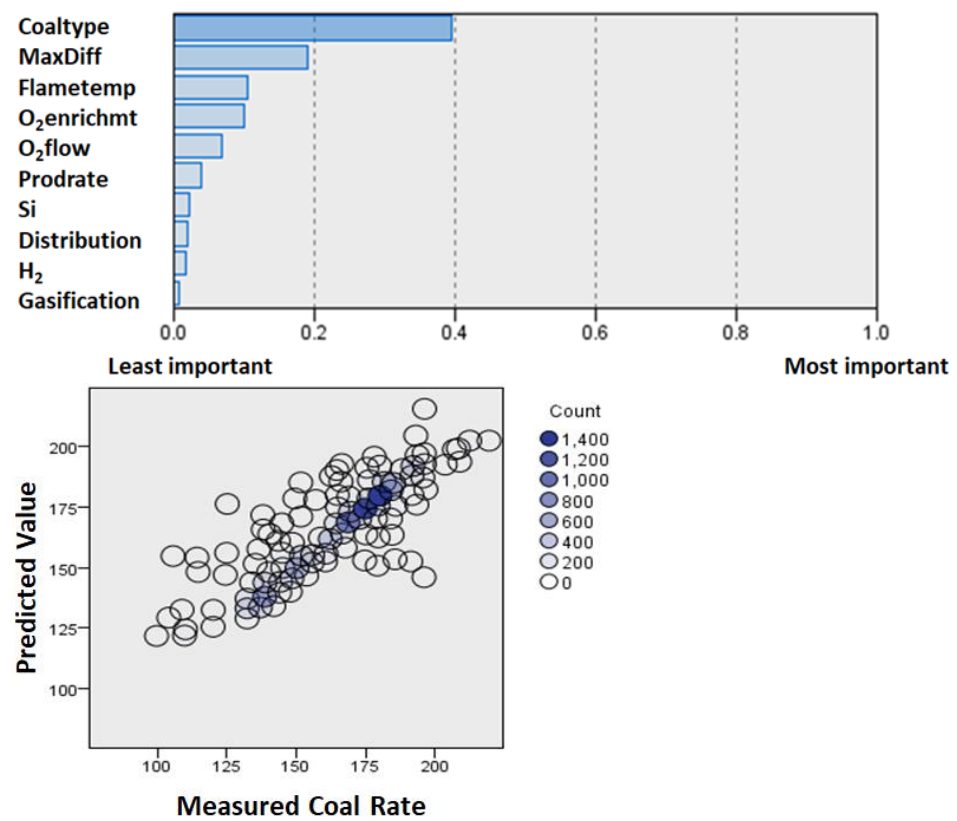 Coaltype
MaxDiff
Flametemp
O₂enrichmt
O₂flow
Prodrate
Si
Distribution
H₂
Gasification
0.0 0.2 0.4 0.6 0.8 1.0
Least important Most important
Predicted Value
200
175
150
125
100
100 125 150 175 200
Measured Coal Rate
Count
1,400
1,200
1,000
800
600
400
200
0